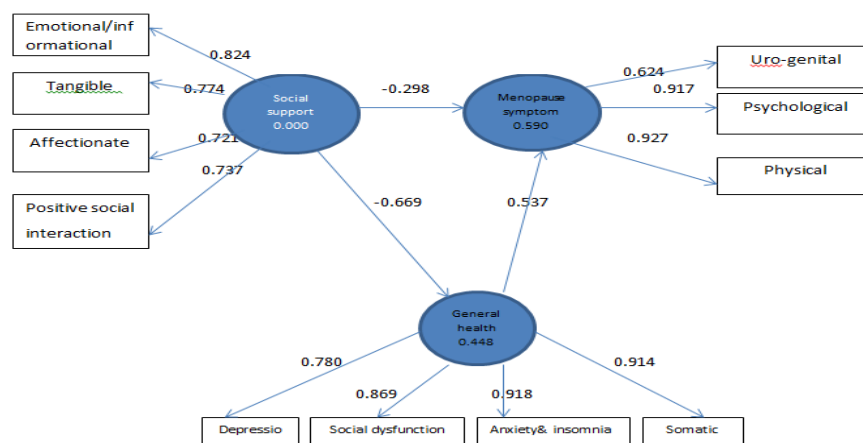 Emotional/inf
ormational
0.824
Tangible
0.774
Affectionate
0.721
Positive social
interaction
0.737
Social
support
0.000
-0.298
Menopause
symptom
0.590
0.624
Uro-genital
0.917
Psychological
0.927
Physical
-0.669
0.537
General
health
0.448
0.780
0.869
0.918
0.914
Depressio
Social dysfunction
Anxiety& insomnia
Somatic